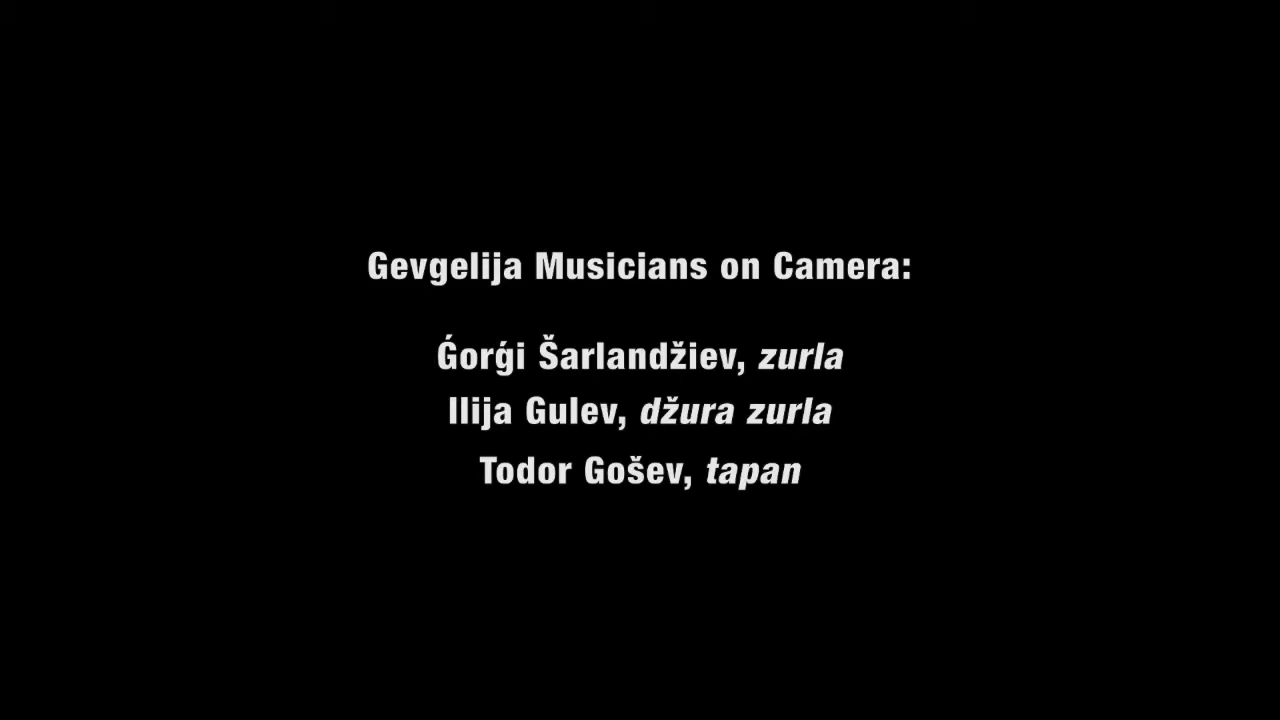 Gevgelija Musicians on Camera:
Ǵorǵi Šarlandžiev, zurla
Ilija Gulev, džura zurla
Todor Gošev, tapan